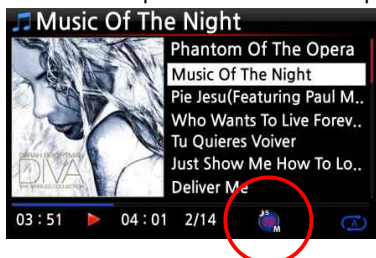 Music Of The Night
Phantom Of The Opera
Music Of The Night
Pie Jesu(Featuring Paul M..
Who Wants To Live Forev..
Tu Quieres Voiver
Just Show Me How To Lo..
Deliver Me
DIVA
03 : 51 04 : 01 2/14